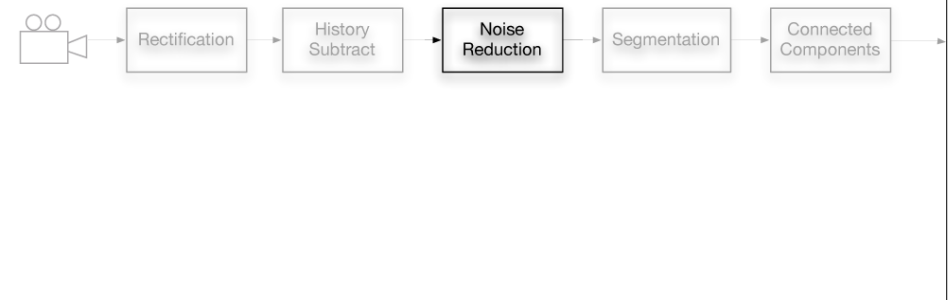 Rectification
History
Subtract
Noise
Reduction
Segmentation
Connected
Components